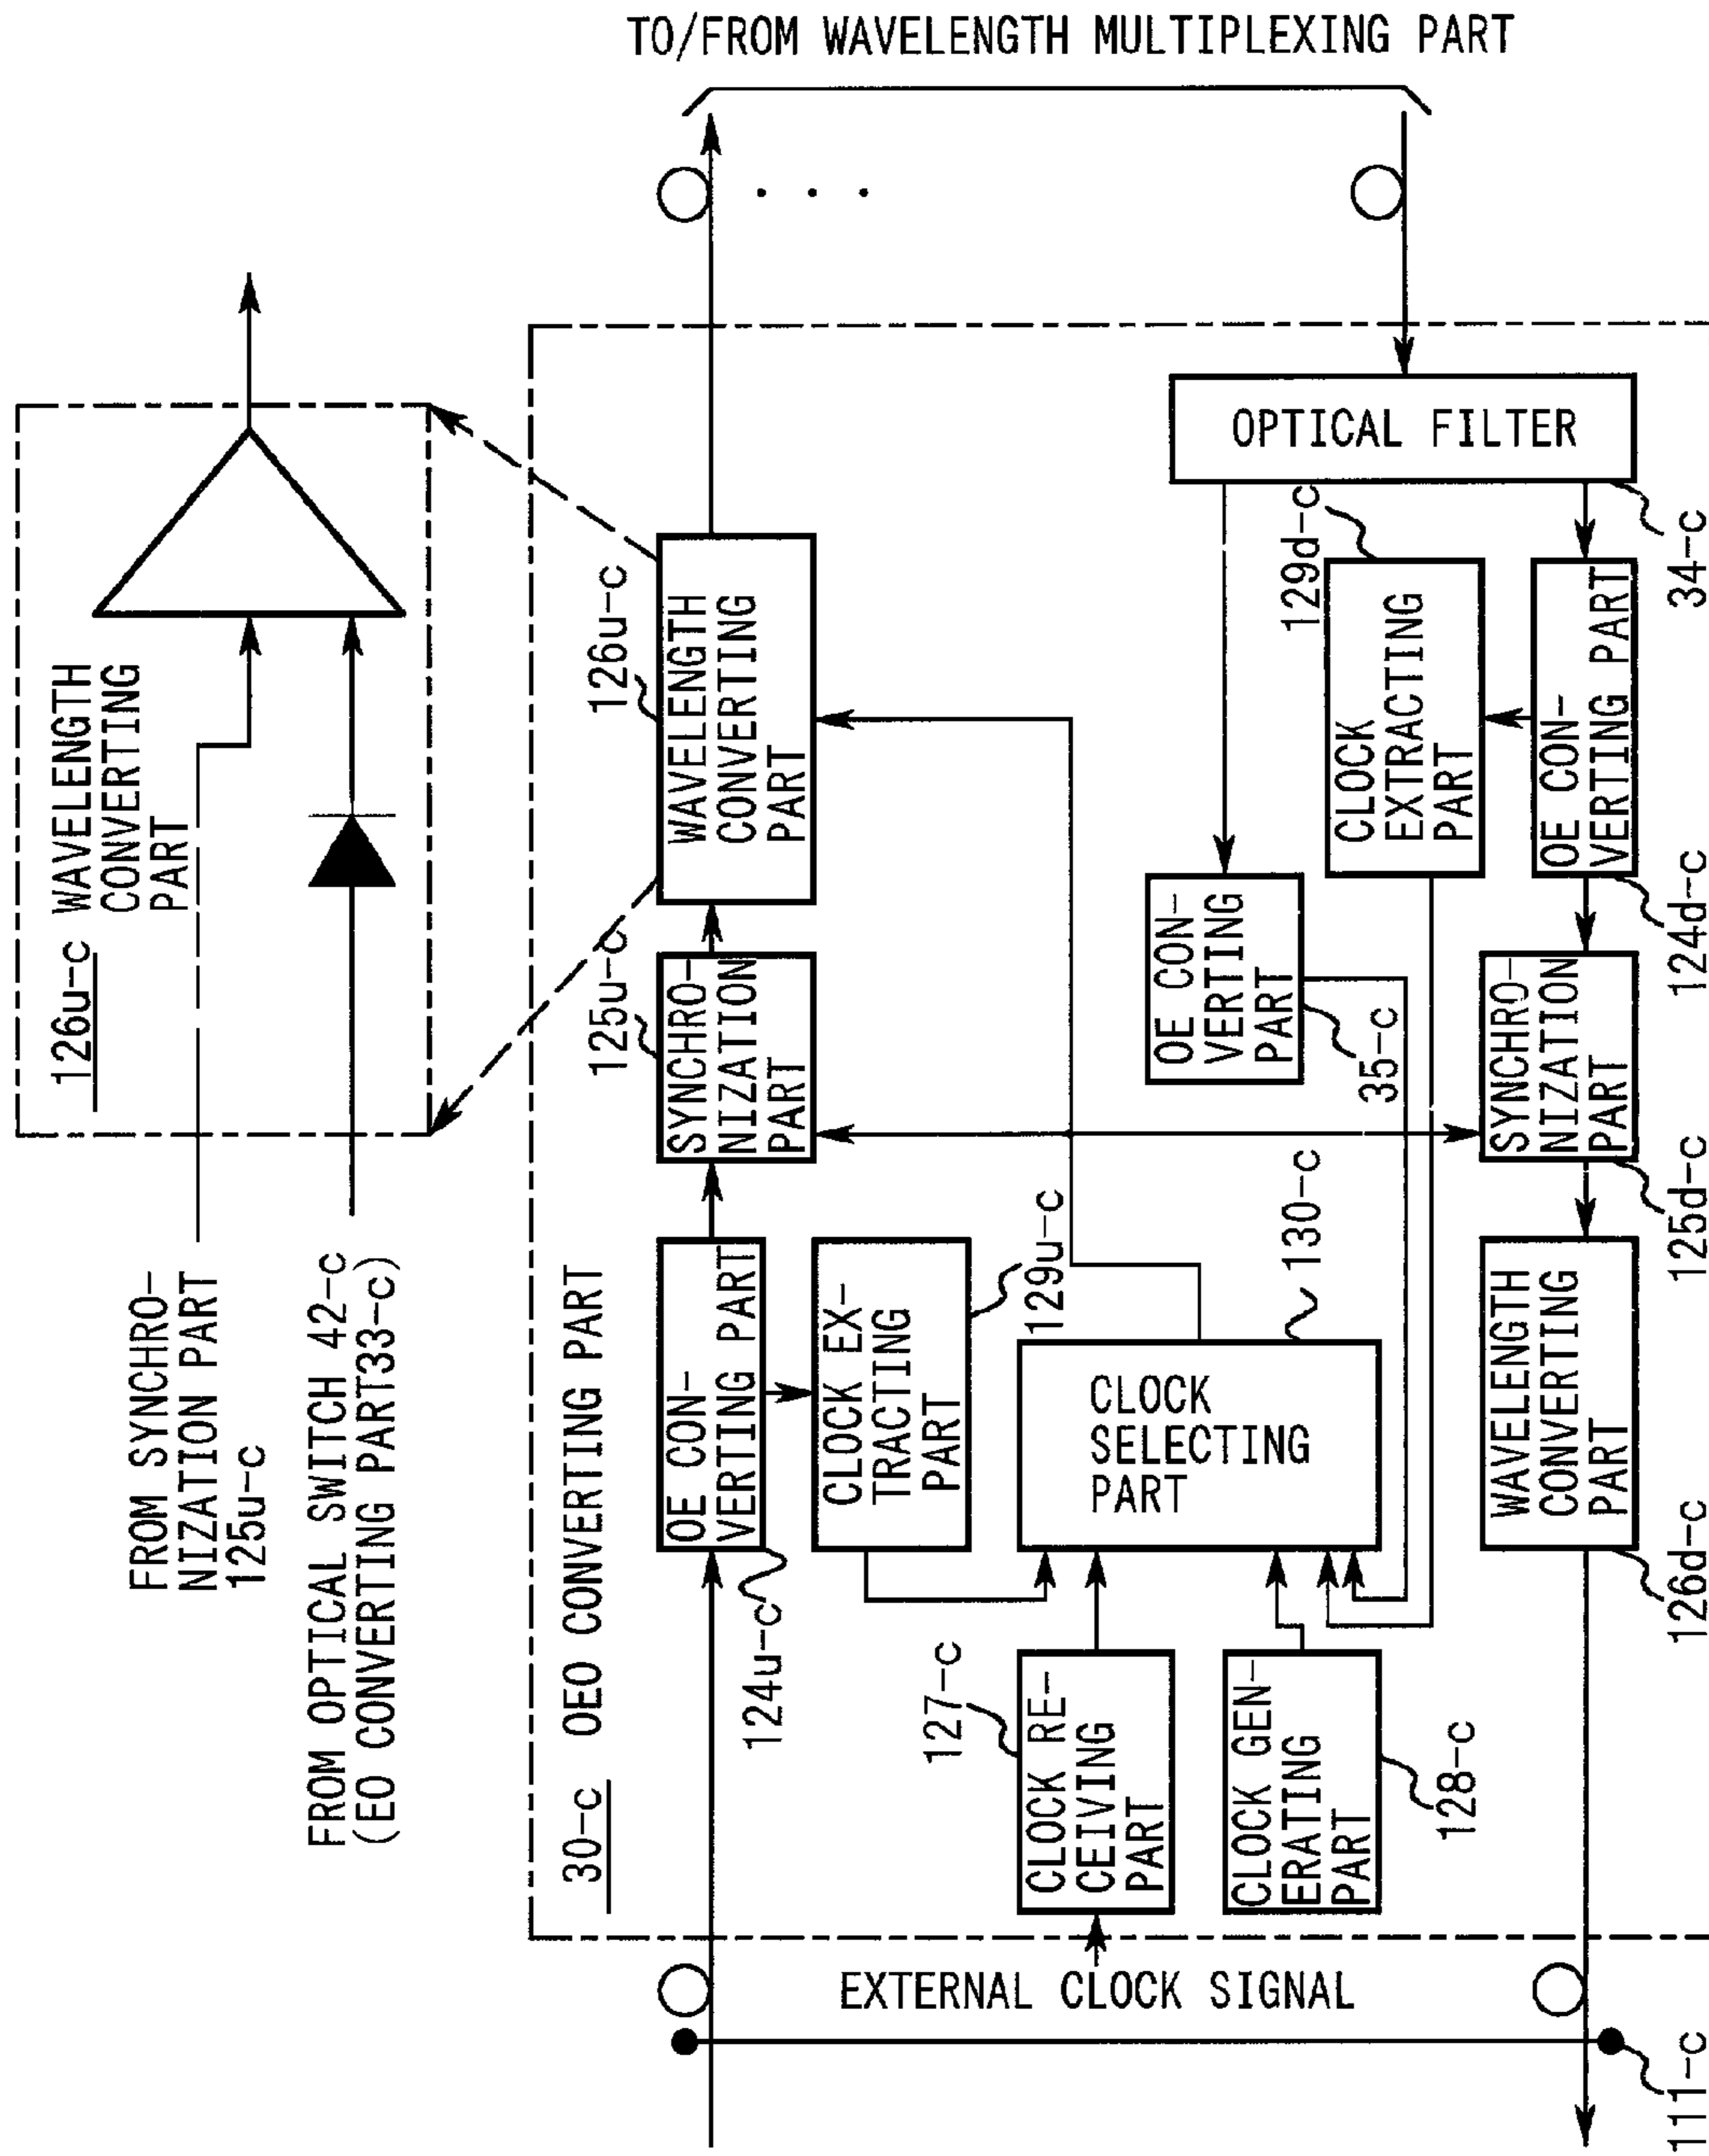 TO/FROM WAVELENGTH MULTIPLEXING PART
126u-c WAVELENGTH
CONVERTING
PART
FROM SYNCHRO-
NIZATION PART
125u-c
FROM OPTICAL SWITCH 42-c
(EO CONVERTING PART33-c)
30-c OEO CONVERTING PART
OE CON-
VERTING PART
124u-c
SYNCHRO-
NIZATION
PART
125u-c
WAVELENGTH
CONVERTING
PART
126u-c
CLOCK EX-
TRACTING
PART
129u-c
CLOCK RE-
CEIVING
PART
127-c
CLOCK GEN-
ERATING
PART
128-c
CLOCK
SELECTING
PART
130-c
OE CON-
VERTING
PART
35-c
CLOCK
EXTRACTING
PART
129d-c
OPTICAL FILTER
34-c
OE CON-
VERTING PART
124d-c
SYNCHRO-
NIZATION
PART
125d-c
WAVELENGTH
CONVERTING
PART
126d-c
EXTERNAL CLOCK SIGNAL
111-c